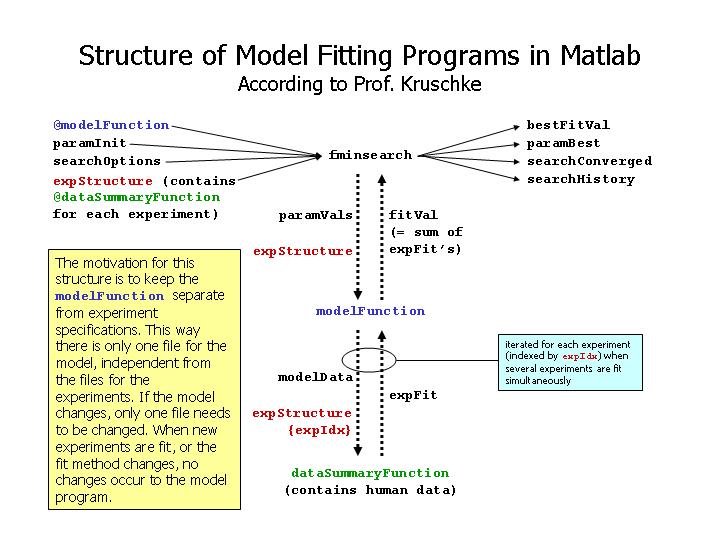 Structure of Model Fitting Programs in Matlab
According to Prof. Kruschke
@modelFunction
paramInit
searchOptions
expStructure (contains
@dataSummaryFunction
for each experiment)
fminsearch
bestFitVal
paramBest
searchConverged
searchHistory
paramVals
expStructure
fitVal
(= sum of
expFit's)
The motivation for this
structure is to keep the
modelFunction separate
from experiment
specifications. This way
there is only one file for the
model, independent from
the files for the
experiments. If the model
changes, only one file needs
to be changed. When new
experiments are fit, or the
fit method changes, no
changes occur to the model
program.
modelFunction
iterated for each experiment
(indexed by expIdx) when
several experiments are fit
simultaneously
modelData
expStructure
{expIdx}
expFit
dataSummaryFunction
(contains human data)